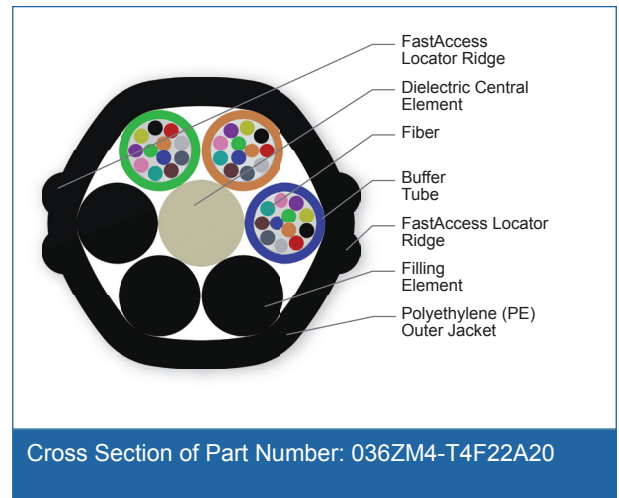 FastAccess
Locator Ridge
Dielectric Central
Element
Fiber
Buffer
Tube
FastAccess Locator
Ridge
Filling
Element
Polyethylene (PE)
Outer Jacket
Cross Section of Part Number: 036ZM4-T4F22A20